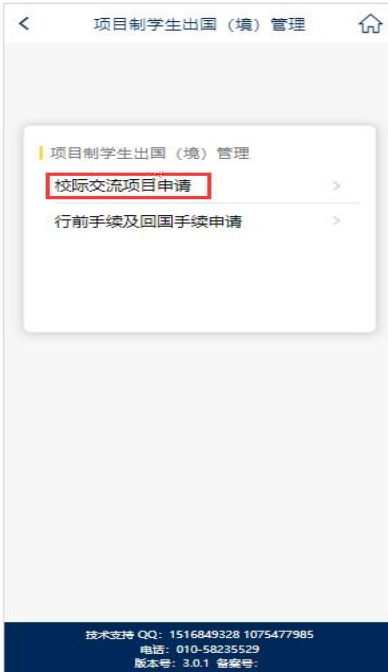 项目制学生出国（境）管理
项目制学生出国（境）管理
校际交流项目申请
行前手续及回国手续申请
技术支持 QQ：1516849328 1075477985
电话：010-58235529
版本号：3.0.1 备案号：